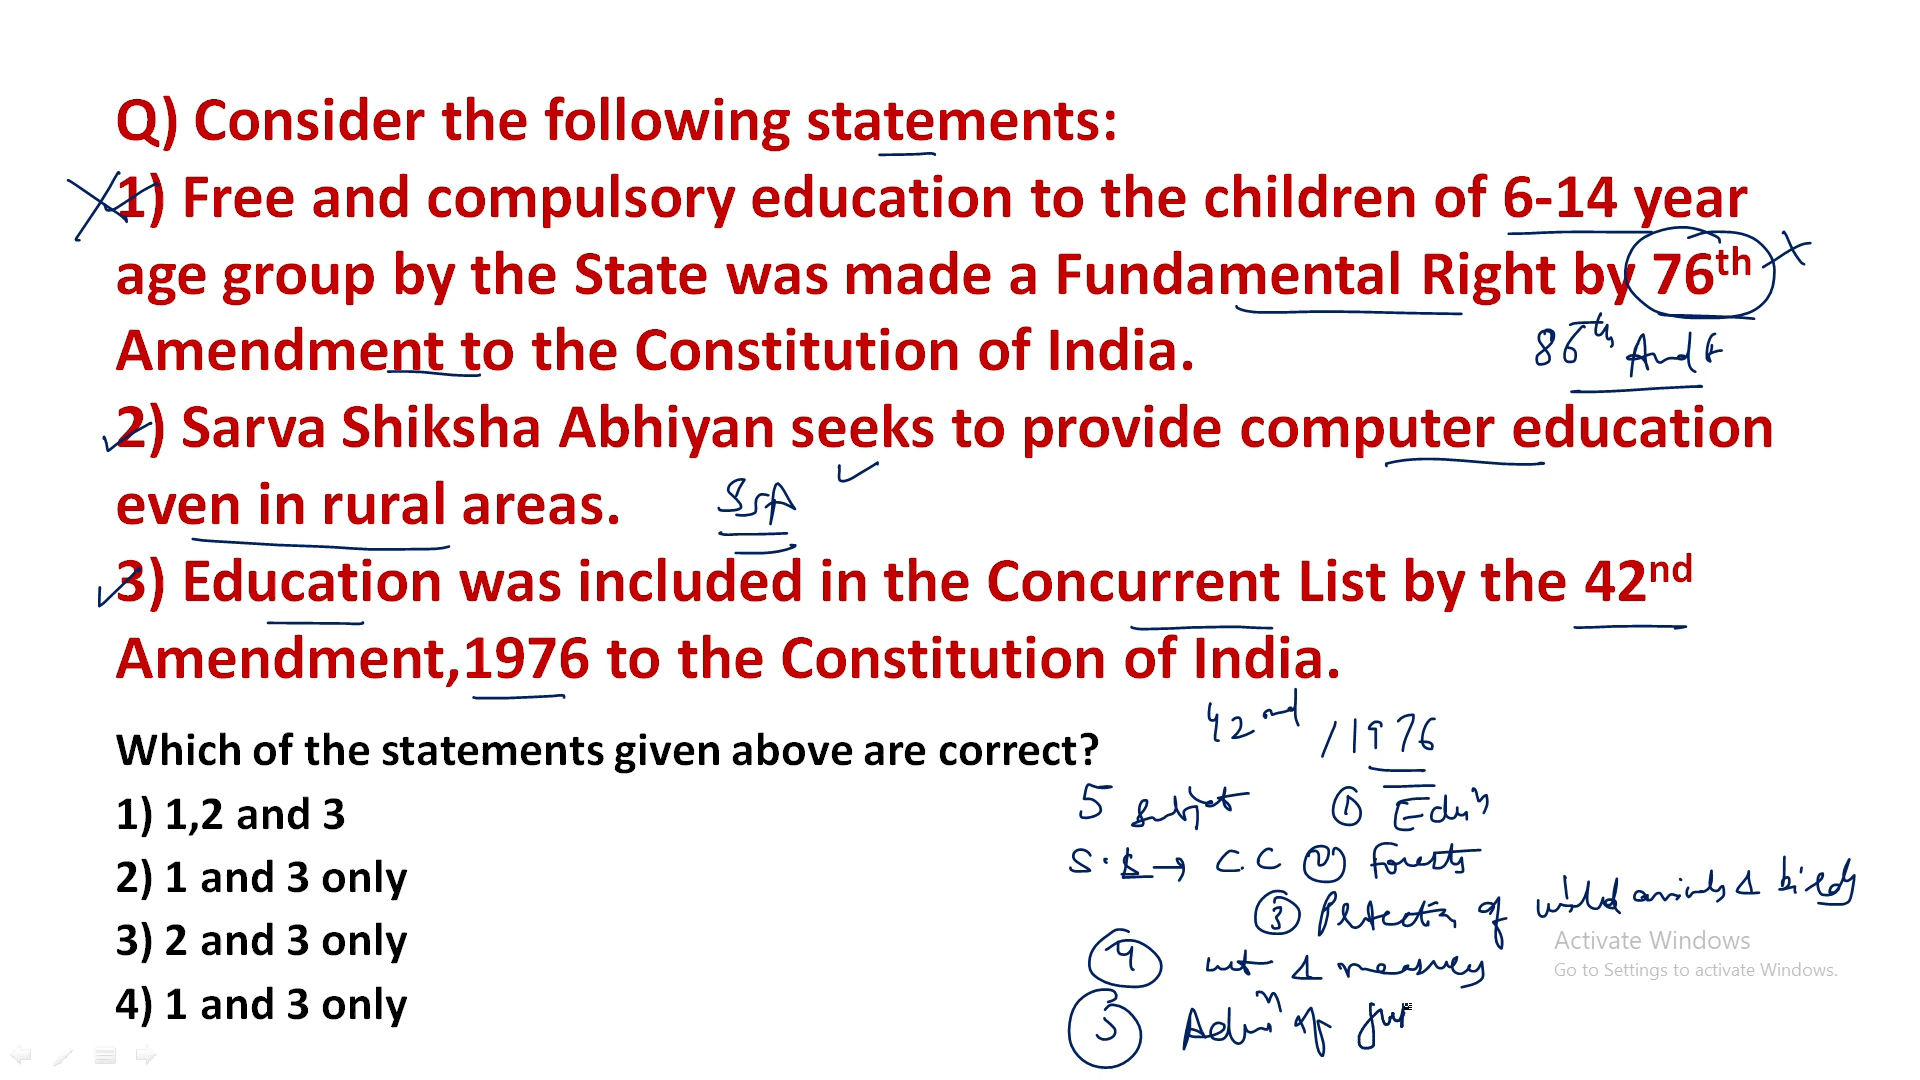 Q) Consider the following statements:
1) Free and compulsory education to the children of 6-14 year
age group by the State was made a Fundamental Right by 76th
Amendment to the Constitution of India.
86th
2) Sarva Shiksha Abhiyan seeks to provide computer education
even in rural areas.
SSA
3) Education was included in the Concurrent List by the 42nd
Amendment,1976 to the Constitution of India.
42nd /1976
Which of the statements given above are correct?
5 Subject ① Edun
1) 1,2 and 3
S.L → C.C ② Forests
2) 1 and 3 only
③ Protection of wild animals & birds
3) 2 and 3 only
Activate Windows
④ wt & measures
Go to Settings to activate Windows.
4) 1 and 3 only
⑤ Admn of